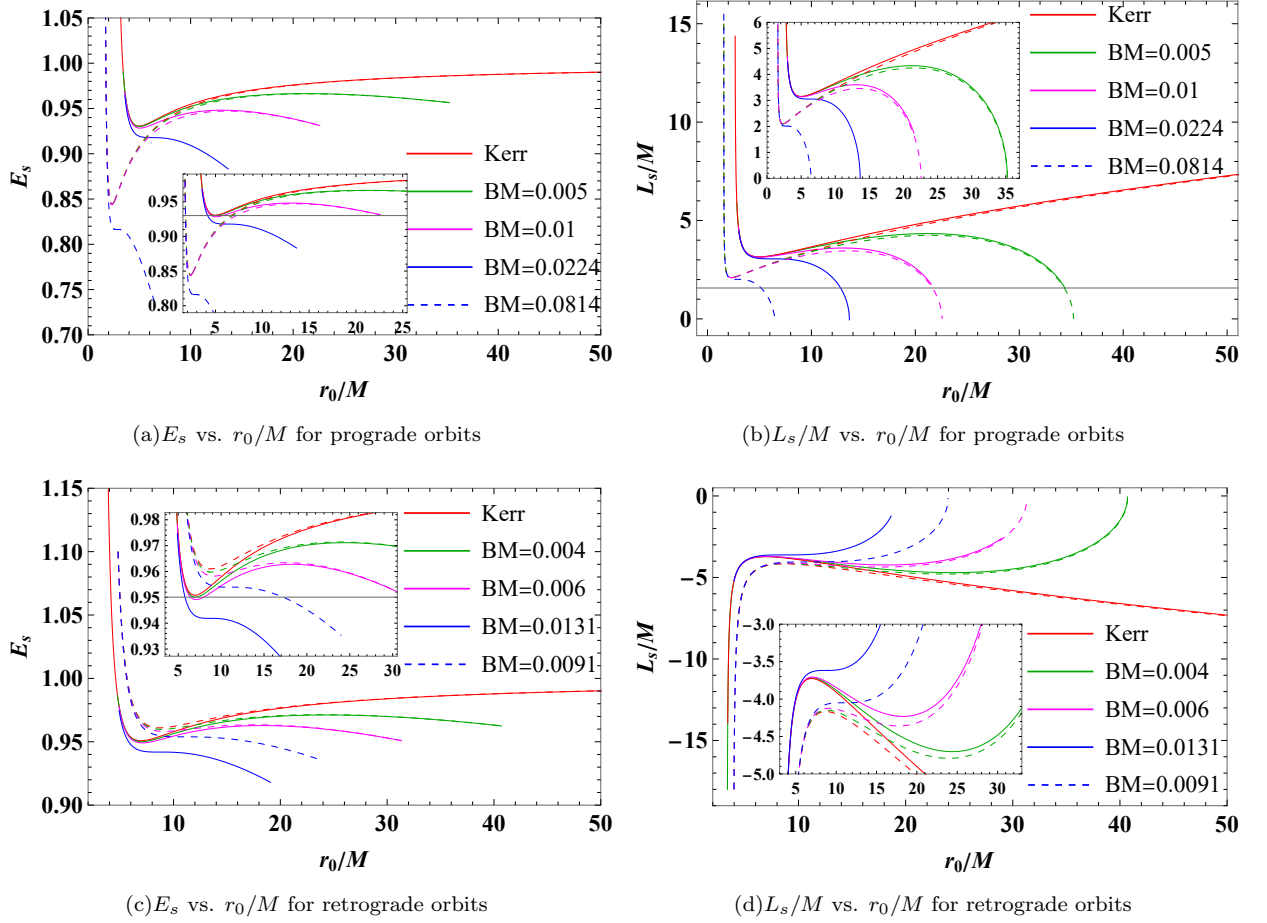 1.05
1.00
0.95
0.90
0.85
0.80
0.75
0.70
E_s
0 10 20 30 40 50
r_0/M
Kerr
BM=0.005
BM=0.01
BM=0.0224
BM=0.0814
0.95
0.90
0.85
0.80
5 10 15 20 25
(a)E_s vs. r_0/M for prograde orbits
15
10
5
0
L_s/M
0 10 20 30 40 50
r_0/M
Kerr
BM=0.005
BM=0.01
BM=0.0224
BM=0.0814
6
5
4
3
2
1
0
0 5 10 15 20 25 30 35
(b)L_s/M vs. r_0/M for prograde orbits
1.15
1.10
1.05
1.00
0.95
0.90
E_s
10 20 30 40 50
r_0/M
Kerr
BM=0.004
BM=0.006
BM=0.0131
BM=0.0091
0.98
0.97
0.96
0.95
0.94
0.93
5 10 15 20 25 30
(c)E_s vs. r_0/M for retrograde orbits
0
−5
−10
−15
L_s/M
10 20 30 40 50
r_0/M
Kerr
BM=0.004
BM=0.006
BM=0.0131
BM=0.0091
−3.0
−3.5
−4.0
−4.5
−5.0
5 10 15 20 25 30
(d)L_s/M vs. r_0/M for retrograde orbits